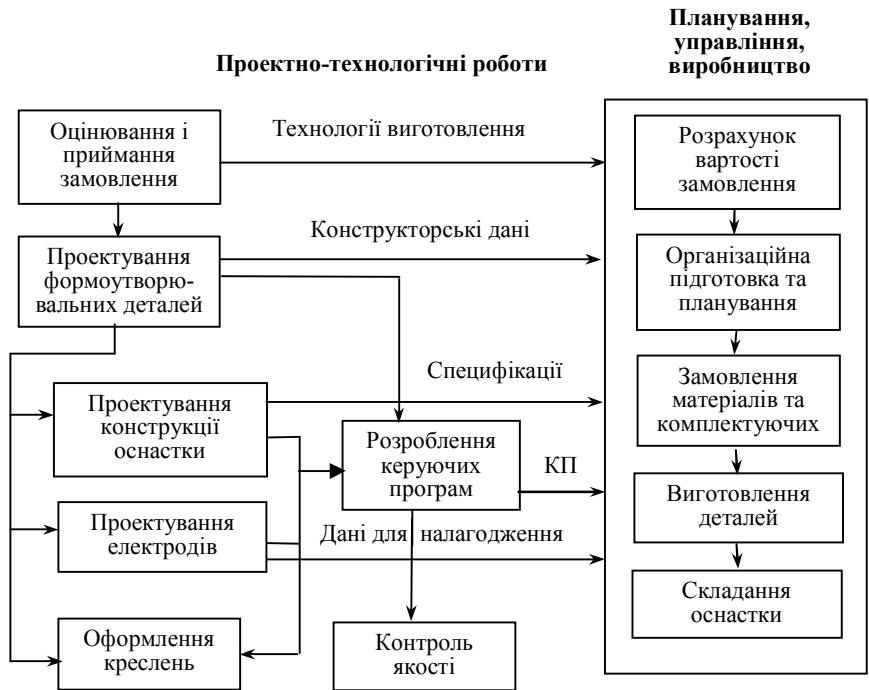 Планування,
управління,
виробництво
Проектно-технологічні роботи
Оцінювання і
приймання
замовлення
Технології виготовлення
Розрахунок
вартості
замовлення
Проектування
формоутворю-
вальних деталей
Конструкторські дані
Організаційна
підготовка та
планування
Специфікації
Замовлення
матеріалів та
комплектуючих
Проектування
конструкції
оснастки
Розроблення
керуючих
програм
КП
Виготовлення
деталей
Проектування
електродів
Дані для налагодження
Складання
оснастки
Оформлення
креслень
Контроль
якості